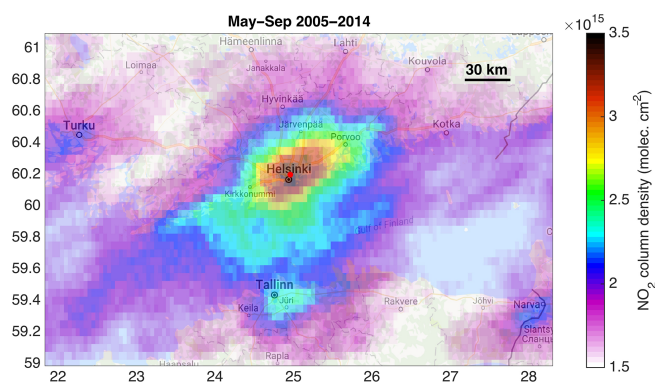 May–Sep 2005–2014
×10¹⁵
61
60.8
60.6
60.4
60.2
60
59.8
59.6
59.4
59.2
59
22
23
24
25
26
27
28
Hämeenlinna
Lahti
Loimaa
Janakkala
Kouvola
30 km
Hyvinkää
Turku
Järvenpää
Porvoo
Kotka
Helsinki
Kirkkonummi
Gulf of Finland
Tallinn
Keila
Jüri
Rakvere
Jõhvi
Narva
Slantsy
Сланцы
Rapla
Haapsalu
3.5
3
2.5
2
1.5
NO₂ column density (molec. cm⁻²)